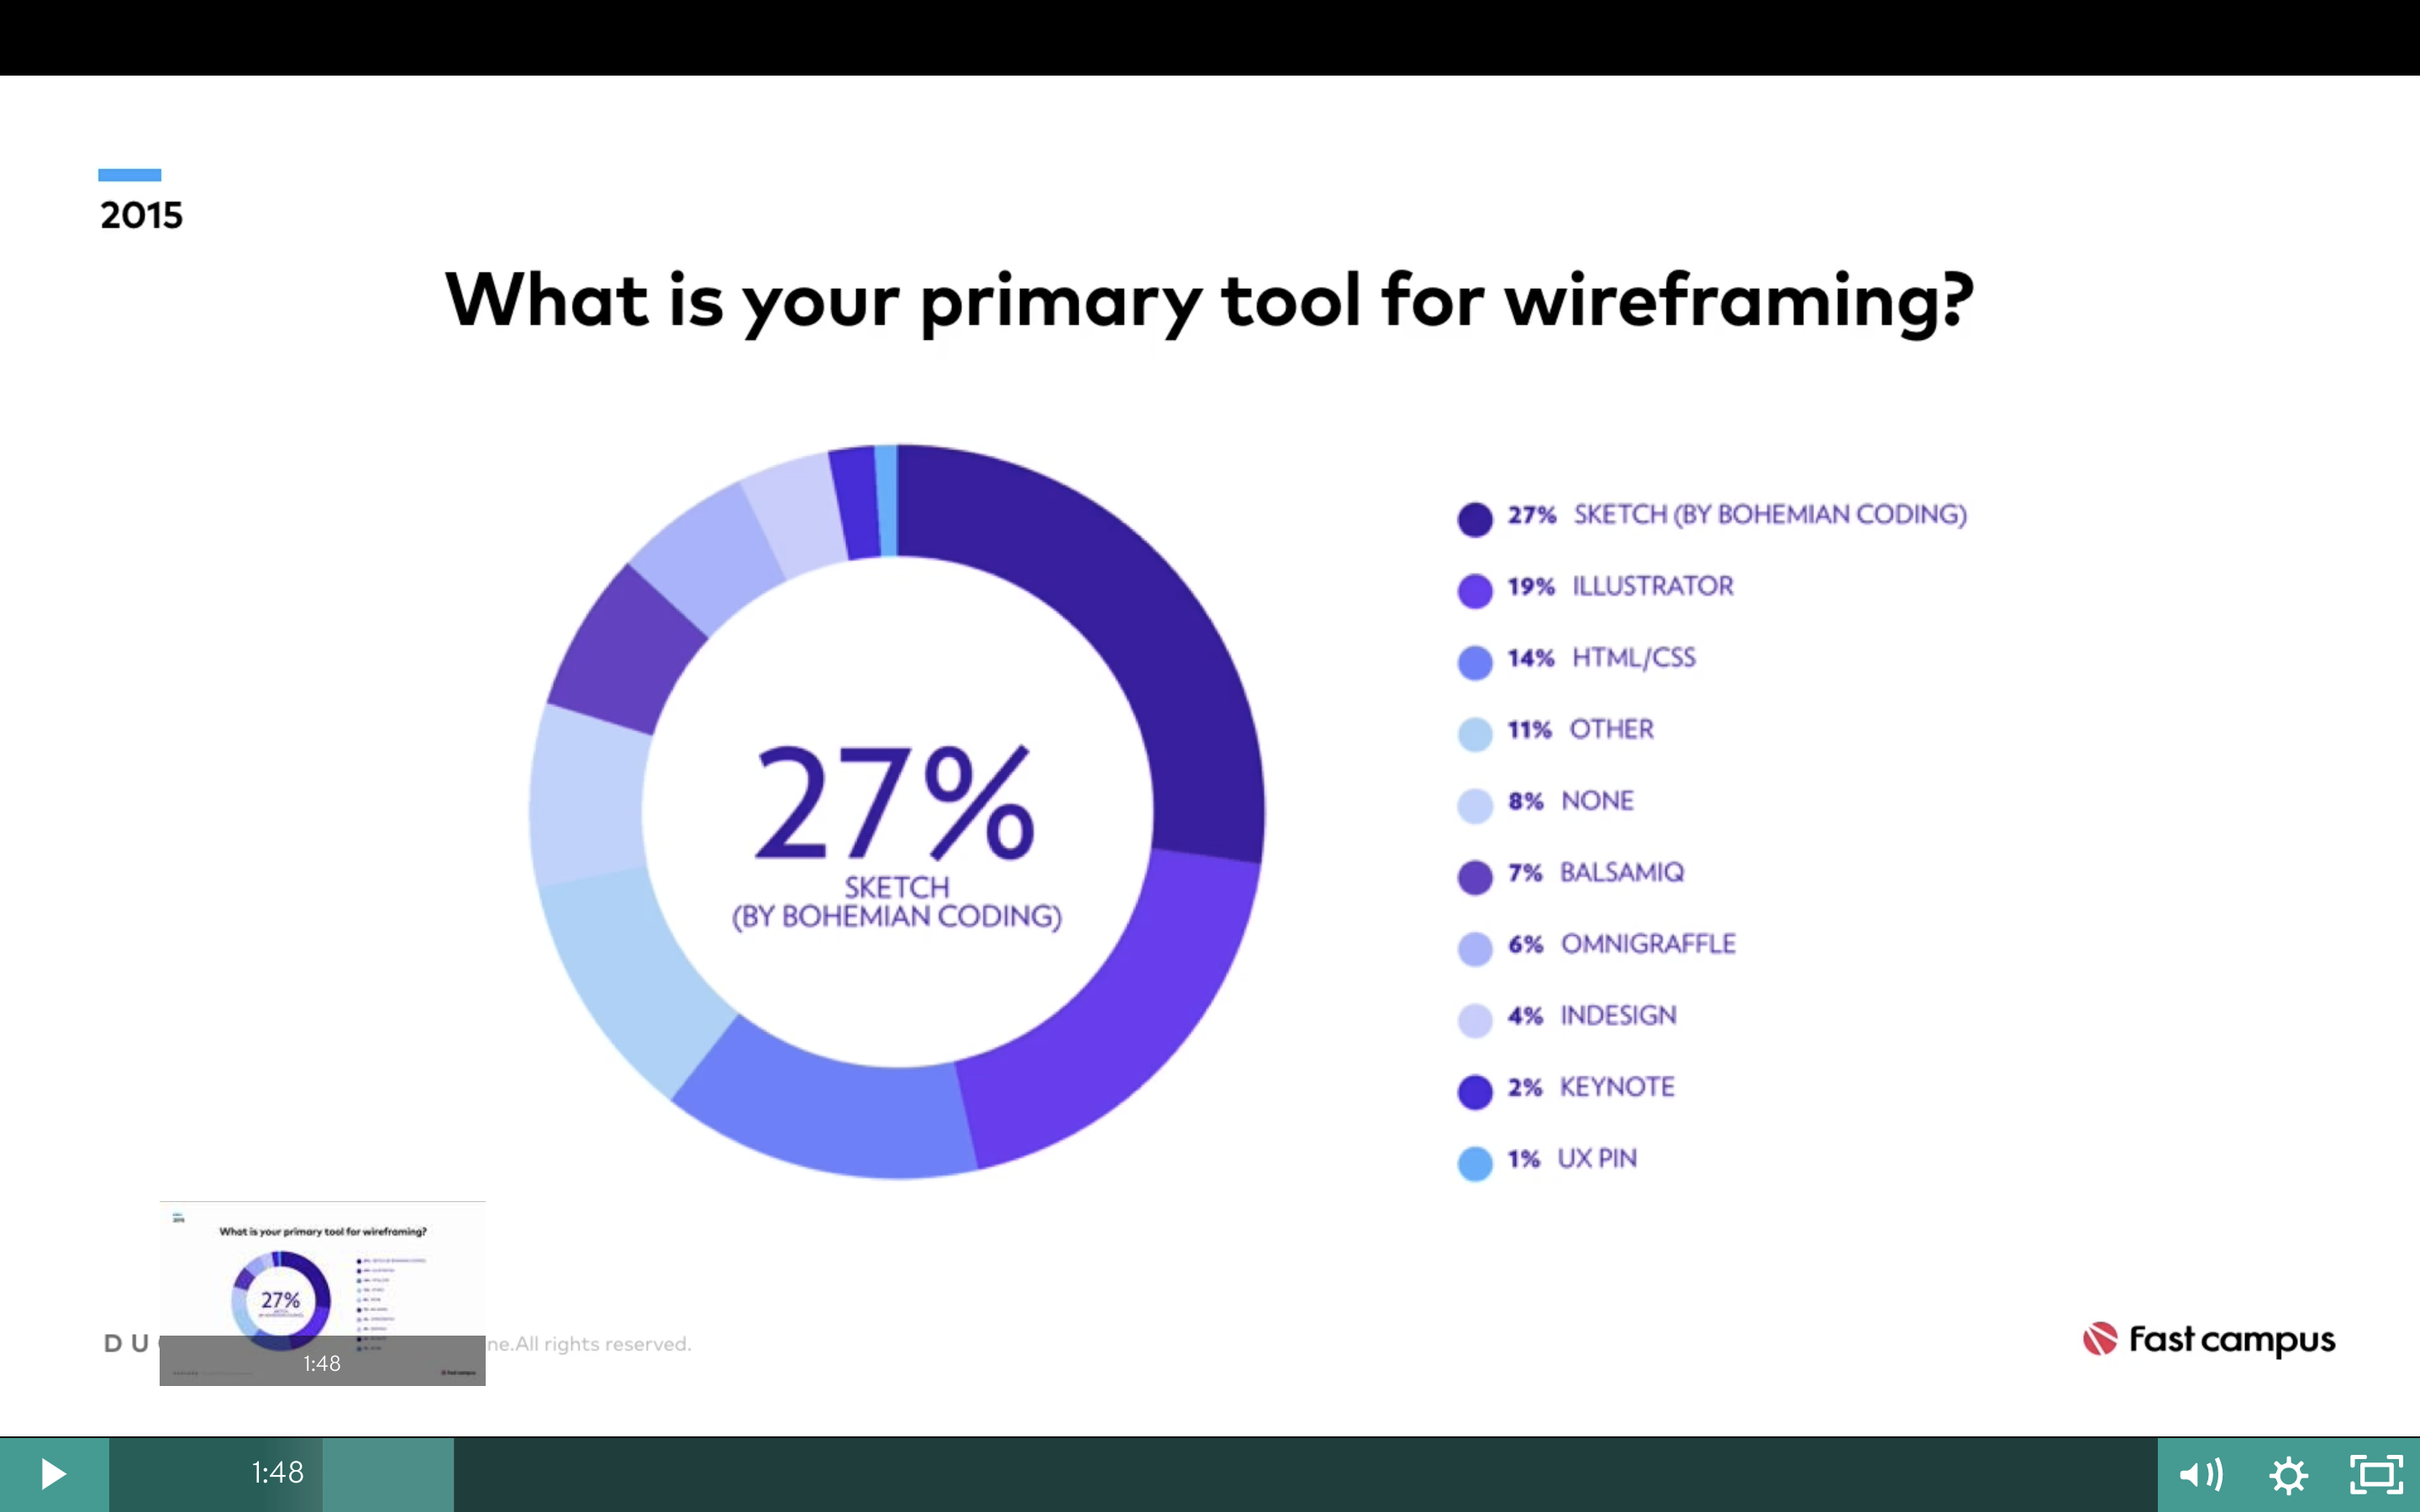 2015
What is your primary tool for wireframing?
27%
SKETCH
(BY BOHEMIAN CODING)
27% SKETCH (BY BOHEMIAN CODING)
19% ILLUSTRATOR
14% HTML/CSS
11% OTHER
8% NONE
7% BALSAMIQ
6% OMNIGRAFFLE
4% INDESIGN
2% KEYNOTE
1% UX PIN
What is your primary tool for wireframing?
27%
1:48
ne.All rights reserved.
Fast campus
1:48